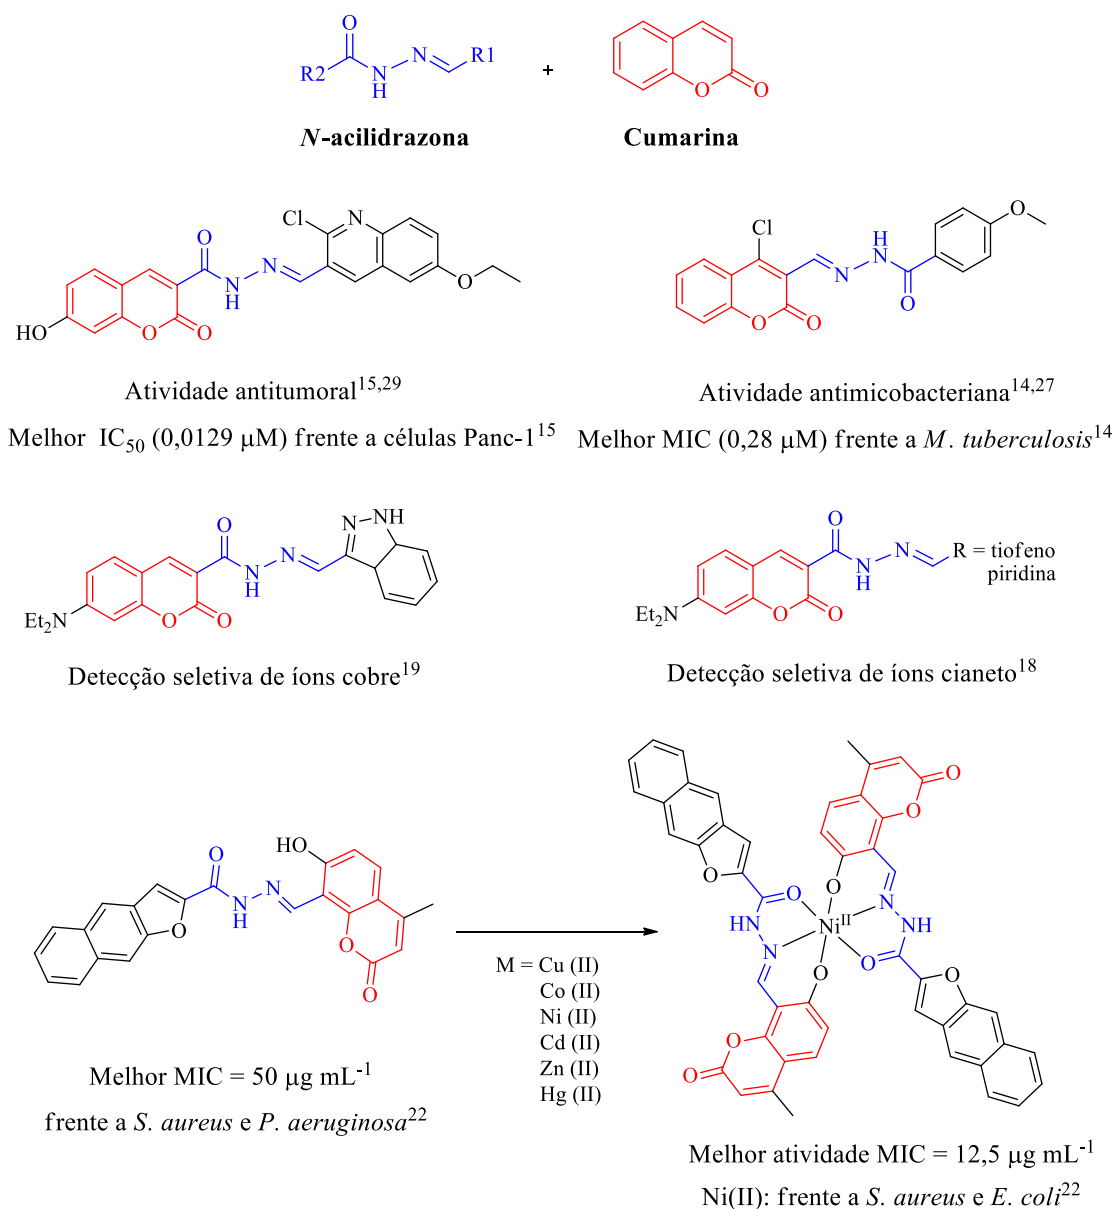 O
R2
N
H
N
R1
+
O
O
N-acilidrazona
Cumarina
HO
O
O
O
N
H
N
Cl
N
O
Cl
O
O
N
H
N
O
O
Atividade antitumoral15,29
Atividade antimicobacteriana14,27
Melhor IC50 (0,0129 μM) frente a células Panc-115
Melhor MIC (0,28 μM) frente a M. tuberculosis14
Et2N
O
O
O
N
H
N
N
NH
Et2N
O
O
O
N
H
N
R = tiofeno
piridina
Detecção seletiva de íons cobre19
Detecção seletiva de íons cianeto18
O
O
N
H
N
HO
O
O
M = Cu (II)
Co (II)
Ni (II)
Cd (II)
Zn (II)
Hg (II)
O
O
O
O
O
NH
N
NiII
N
NH
O
O
O
O
O
Melhor MIC = 50 μg mL-1
frente a S. aureus e P. aeruginosa22
Melhor atividade MIC = 12,5 μg mL-1
Ni(II): frente a S. aureus e E. coli22